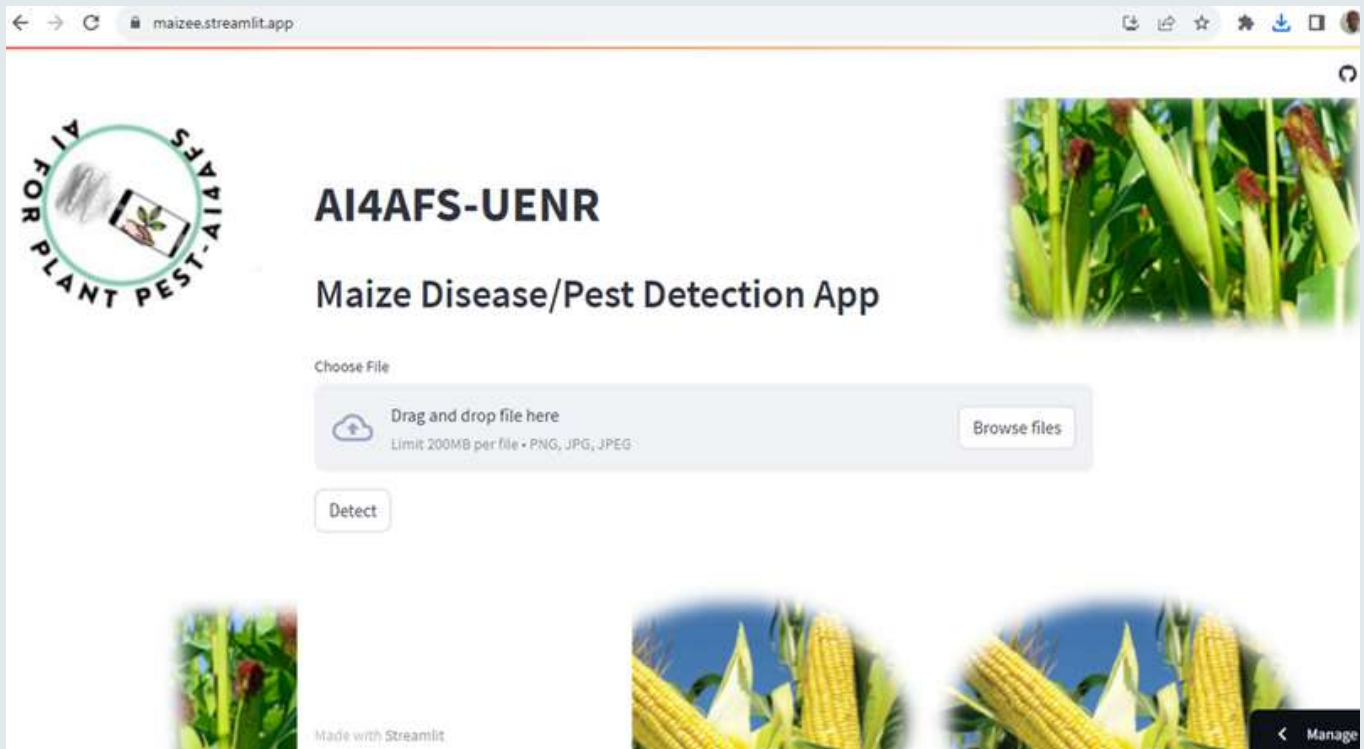 maizee.streamlit.app
AI FOR PLANT PEST-AI4AFS
AI4AFS-UENR
Maize Disease/Pest Detection App
Choose File
Drag and drop file here
Limit 200MB per file • PNG, JPG, JPEG
Browse files
Detect
Made with Streamlit
< Manage